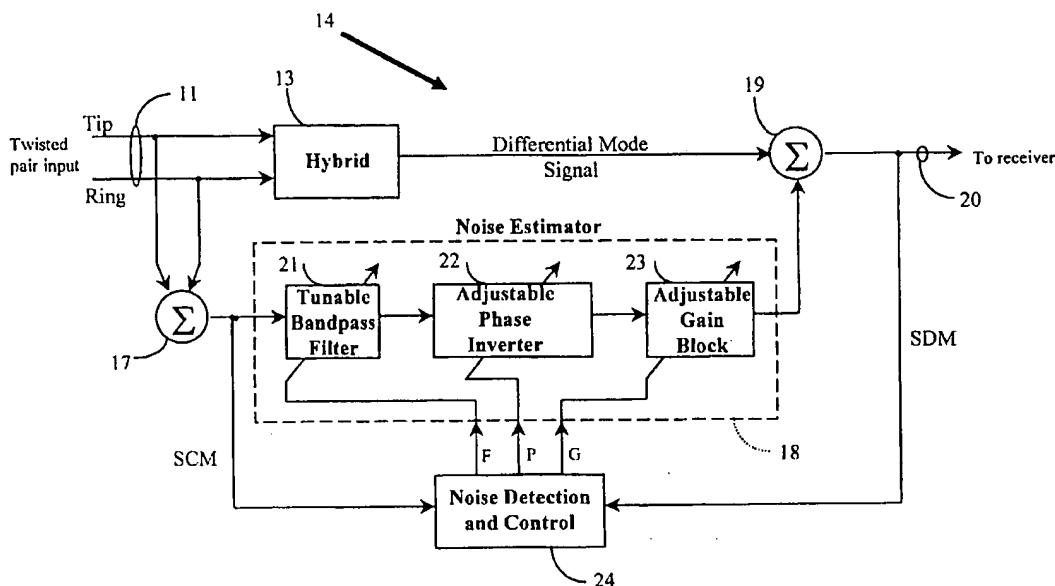 14
11
13
19
Tip
Twisted
pair input
Ring
Hybrid
Differential Mode
Signal
Σ
To receiver
20
Noise Estimator
21
22
23
Tunable
Bandpass
Filter
Adjustable
Phase
Inverter
Adjustable
Gain
Block
Σ
17
SDM
SCM
F
P
G
18
Noise Detection
and Control
24